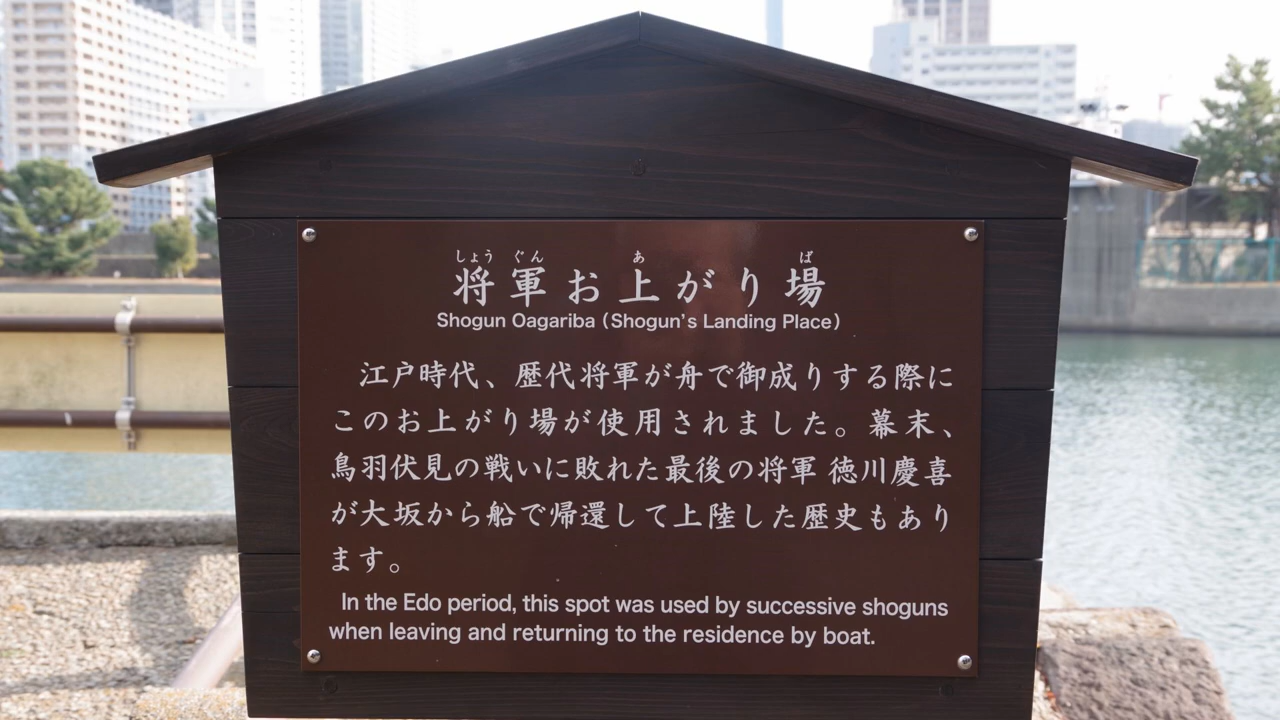 しょう ぐん あ ば
将軍お上がり場
Shogun Oagariba (Shogun's Landing Place)
江戸時代、歴代将軍が舟で御成りする際に
このお上がり場が使用されました。幕末、
鳥羽伏見の戦いに敗れた最後の将軍 徳川慶喜
が大坂から船で帰還して上陸した歴史もあり
ます。
In the Edo period, this spot was used by successive shoguns
when leaving and returning to the residence by boat.